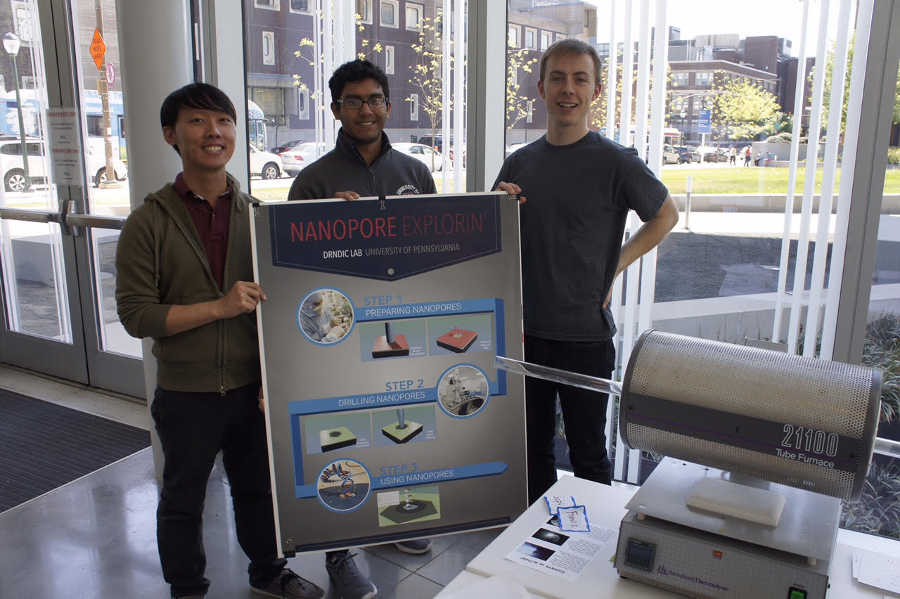 NANOPORE EXPLORIN'
DRNDIC LAB UNIVERSITY OF PENNSYLVANIA
STEP 1
PREPARING NANOPORES
STEP 2
DRILLING NANOPORES
STEP 3
USING NANOPORES
21100
Tube Furnace